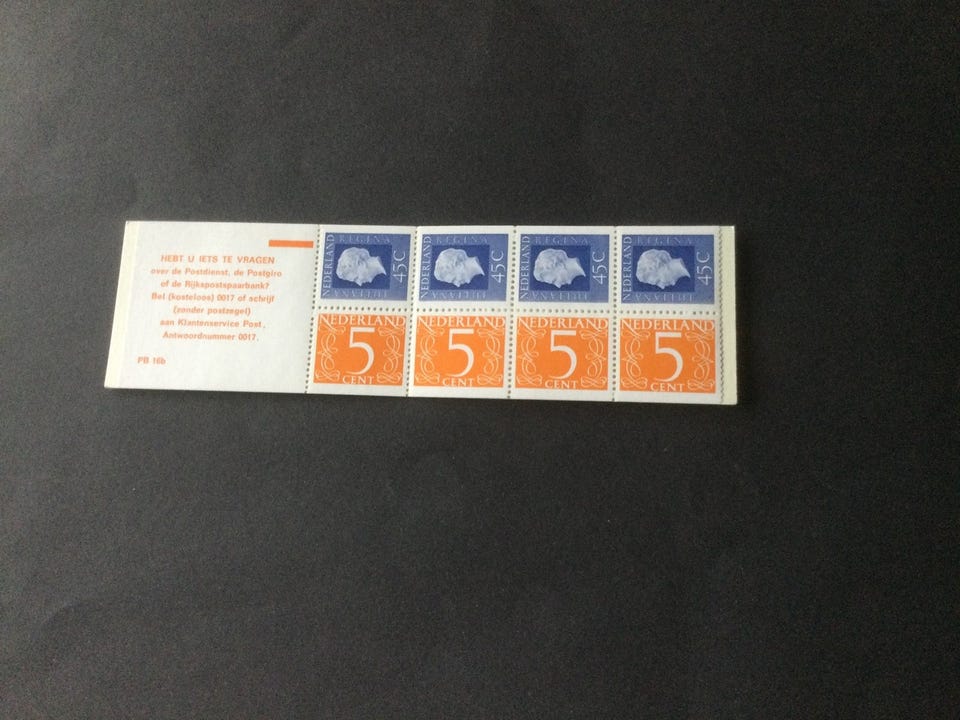 HEBT U IETS TE VRAGEN
over de Postdienst, de Postgiro
of de Rijkspostspaarbank?
Bel (kosteloos) 0017 of schrijf
(zonder postzegel)
aan Klantenservice Post,
Antwoordnummer 0017.
PB 16b
NEDERLAND REGINA 45C JULIANA
NEDERLAND REGINA 45C JULIANA
NEDERLAND REGINA 45C JULIANA
NEDERLAND REGINA 45C JULIANA
NEDERLAND
5
CENT
NEDERLAND
5
CENT
NEDERLAND
5
CENT
NEDERLAND
5
CENT